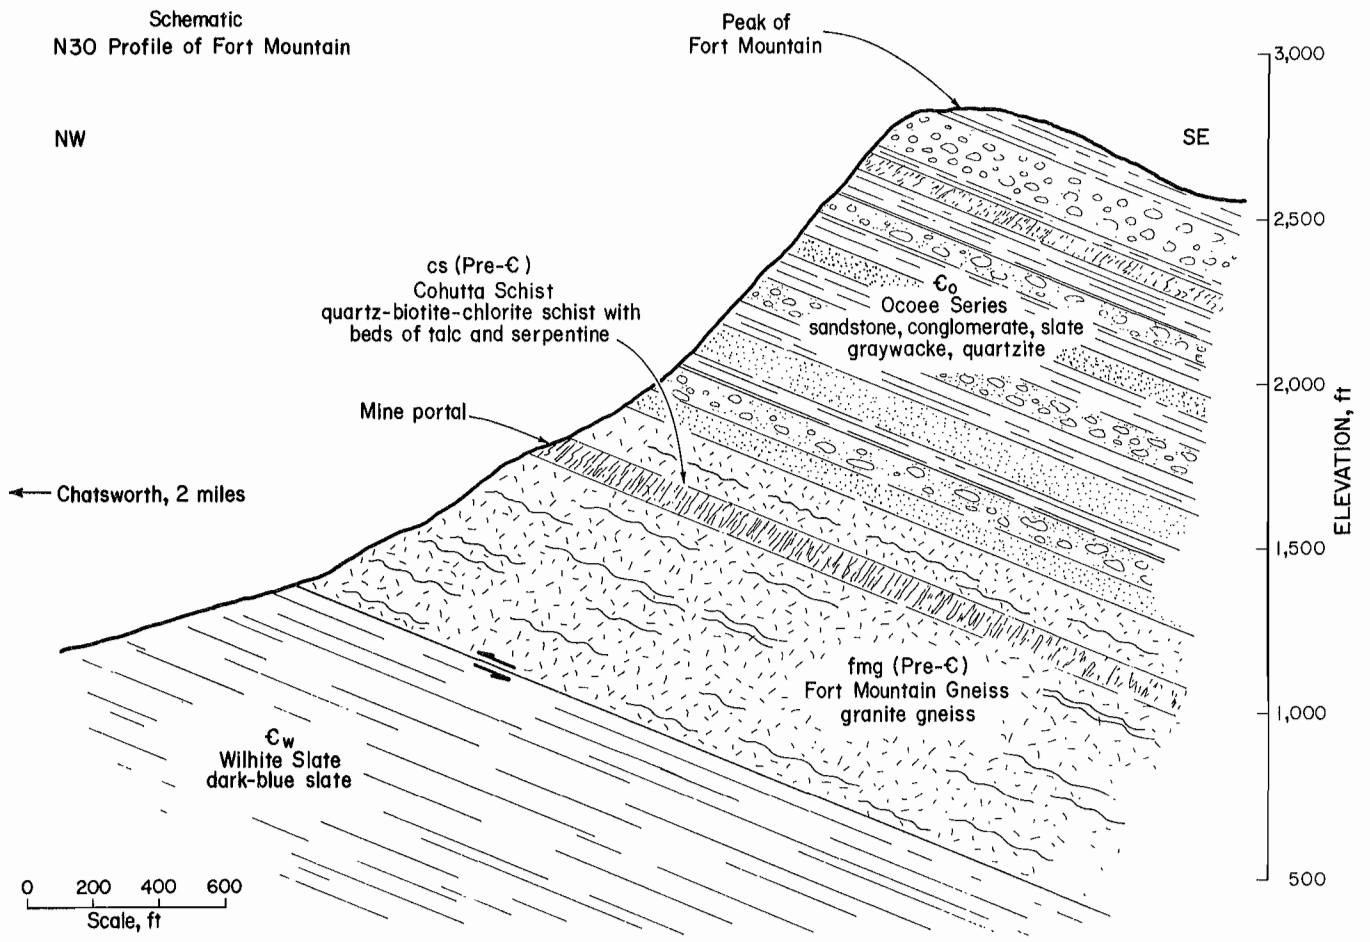 Schematic
N30 Profile of Fort Mountain
Peak of
Fort Mountain
NW
SE
3,000
2,500
2,000
1,500
1,000
500
ELEVATION, ft
cs (Pre-Є)
Cohutta Schist
quartz-biotite-chlorite schist with
beds of talc and serpentine
Єo
Ocoee Series
sandstone, conglomerate, slate
graywacke, quartzite
Mine portal
Chatsworth, 2 miles
fmg (Pre-Є)
Fort Mountain Gneiss
granite gneiss
Єw
Wilhite Slate
dark-blue slate
0 200 400 600
Scale, ft